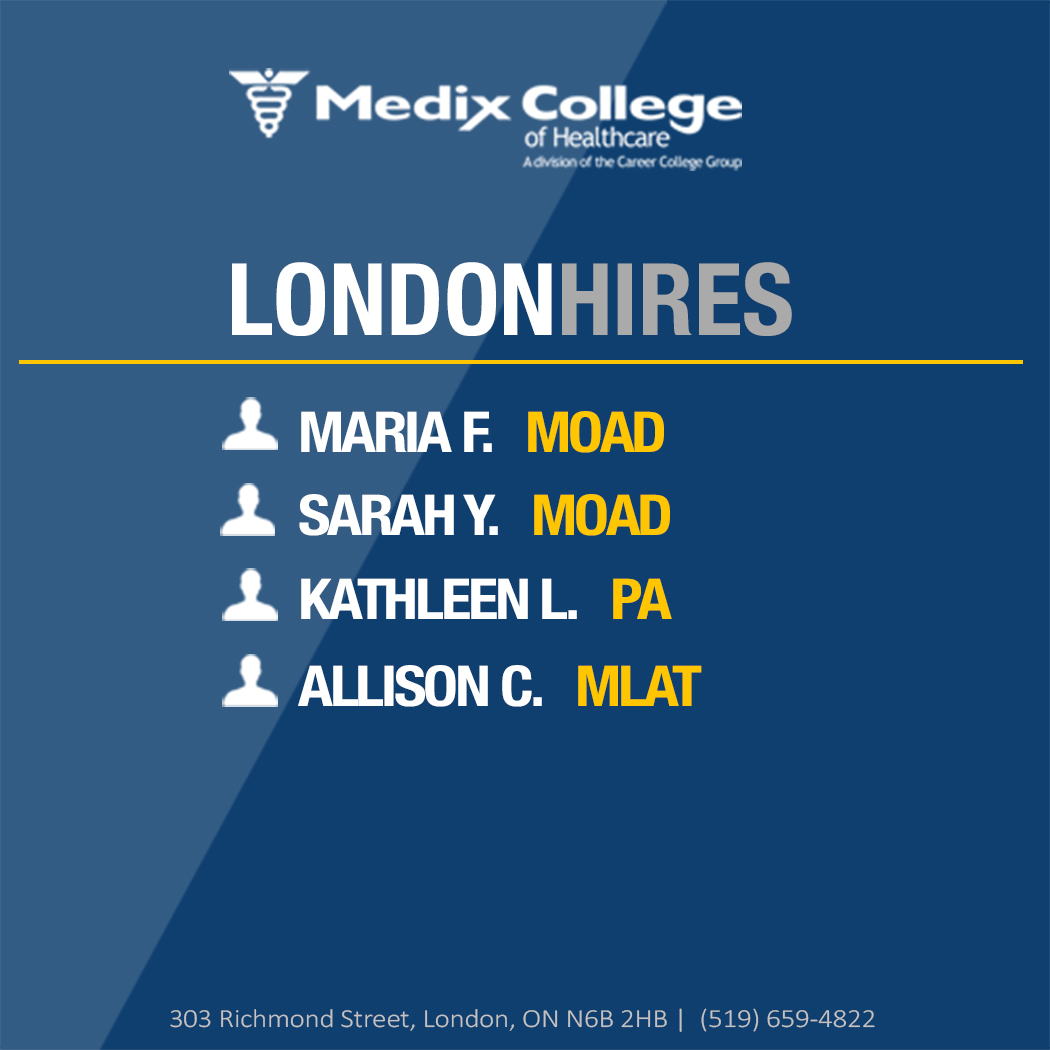 Medix College
of Healthcare
A division of the Career College Group
LONDONHIRES
MARIA F. MOAD
SARAH Y. MOAD
KATHLEEN L. PA
ALLISON C. MLAT
303 Richmond Street, London, ON N6B 2HB | (519) 659-4822